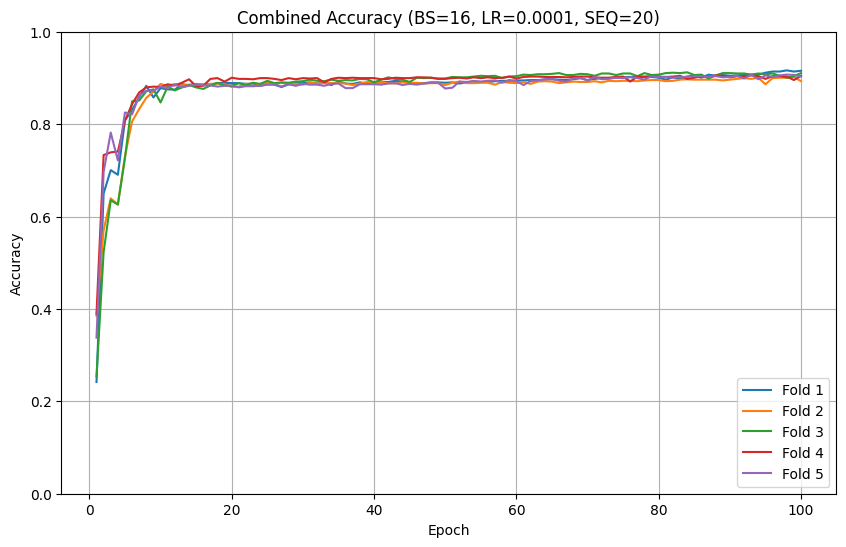 Combined Accuracy (BS=16, LR=0.0001, SEQ=20)
1.0
0.8
0.6
0.4
0.2
0.0
Accuracy
0 20 40 60 80 100
Epoch
Fold 1
Fold 2
Fold 3
Fold 4
Fold 5